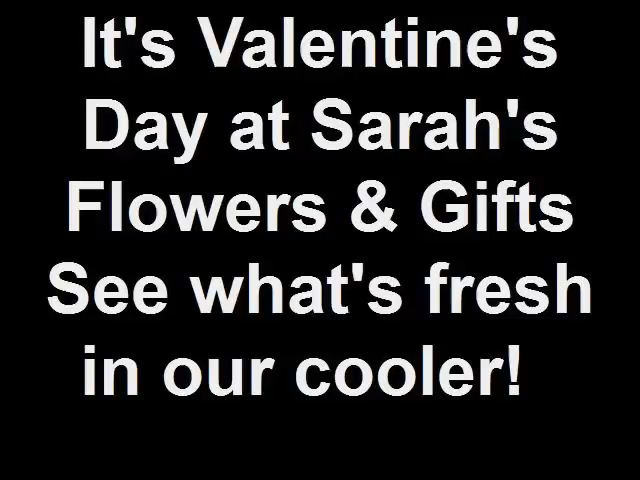 It's Valentine's
Day at Sarah's
Flowers & Gifts
See what's fresh
in our cooler!